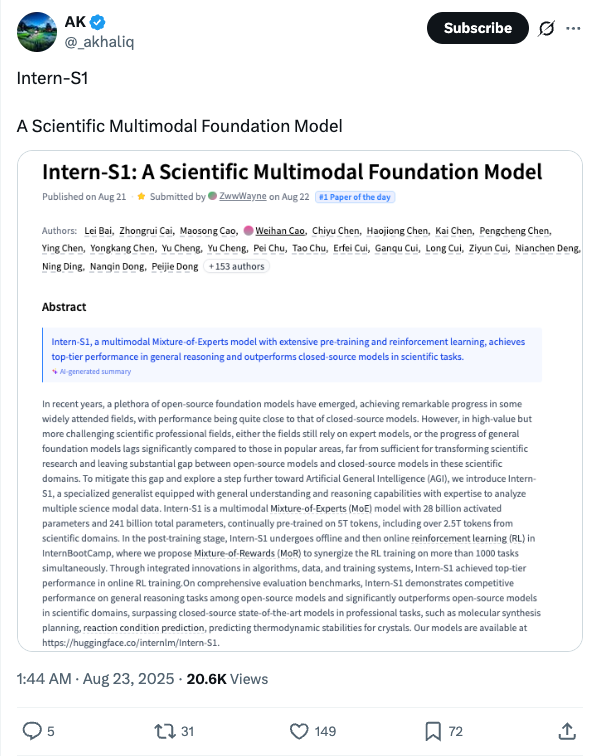 AK
@_akhaliq
Subscribe
Intern-S1
A Scientific Multimodal Foundation Model
Intern-S1: A Scientific Multimodal Foundation Model
Published on Aug 21 · Submitted by ZwwWayne on Aug 22 #1 Paper of the day
Authors: Lei Bai, Zhongrui Cai, Maosong Cao, Weihan Cao, Chiyu Chen, Haojiong Chen, Kai Chen, Pengcheng Chen,
Ying Chen, Yongkang Chen, Yu Cheng, Yu Cheng, Pei Chu, Tao Chu, Erfei Cui, Ganqu Cui, Long Cui, Ziyun Cui, Nianchen Deng,
Ning Ding, Nanqin Dong, Peijie Dong +153 authors
Abstract
Intern-S1, a multimodal Mixture-of-Experts model with extensive pre-training and reinforcement learning, achieves
top-tier performance in general reasoning and outperforms closed-source models in scientific tasks.
AI-generated summary
In recent years, a plethora of open-source foundation models have emerged, achieving remarkable progress in some
widely attended fields, with performance being quite close to that of closed-source models. However, in high-value but
more challenging scientific professional fields, either the fields still rely on expert models, or the progress of general
foundation models lags significantly compared to those in popular areas, far from sufficient for transforming scientific
research and leaving substantial gap between open-source models and closed-source models in these scientific
domains. To mitigate this gap and explore a step further toward Artificial General Intelligence (AGI), we introduce Intern-
S1, a specialized generalist equipped with general understanding and reasoning capabilities with expertise to analyze
multiple science modal data. Intern-S1 is a multimodal Mixture-of-Experts (MoE) model with 28 billion activated
parameters and 241 billion total parameters, continually pre-trained on 5T tokens, including over 2.5T tokens from
scientific domains. In the post-training stage, Intern-S1 undergoes offline and then online reinforcement learning (RL) in
InternBootCamp, where we propose Mixture-of-Rewards (MoR) to synergize the RL training on more than 1000 tasks
simultaneously. Through integrated innovations in algorithms, data, and training systems, Intern-S1 achieved top-tier
performance in online RL training.On comprehensive evaluation benchmarks, Intern-S1 demonstrates competitive
performance on general reasoning tasks among open-source models and significantly outperforms open-source models
in scientific domains, surpassing closed-source state-of-the-art models in professional tasks, such as molecular synthesis
planning, reaction condition prediction, predicting thermodynamic stabilities for crystals. Our models are available at
https://huggingface.co/internlm/Intern-S1.
1:44 AM · Aug 23, 2025 · 20.6K Views
5 31 149 72